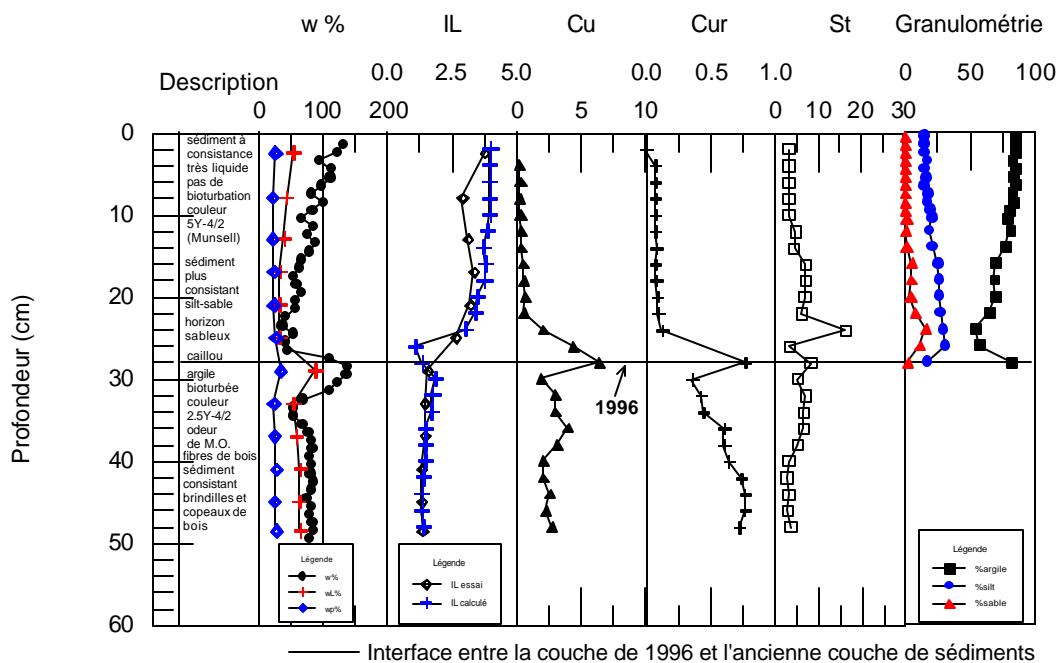 w %
IL
Cu
Cur
St
Granulométrie
Description
0.0 2.5 5.0
0.0 0.5 1.0
0 50 100
0 100 200
0 5 10
0 10 20 30
Profondeur (cm)
0
10
20
30
40
50
60
sédiment à
consistance
très liquide
pas de
bioturbation
couleur
5Y-4/2
(Munsell)
sédiment
plus
consistant
silt-sable
horizon
sableux
caillou
argile
bioturbée
couleur
2.5Y-4/2
odeur
de M.O.
fibres de bois
sédiment
consistant
brindilles et
copeaux de
bois
1996
Légende
w%
wL%
wp%
Légende
IL essai
IL calculé
Légende
%argile
%silt
%sable
Interface entre la couche de 1996 et l'ancienne couche de sédiments